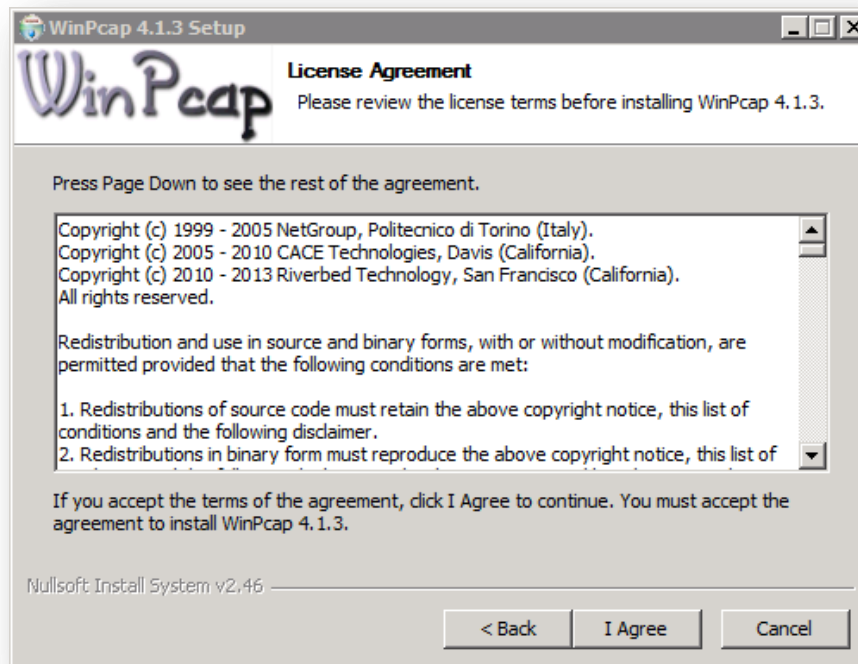 WinPcap 4.1.3 Setup
WinPcap
License Agreement
Please review the license terms before installing WinPcap 4.1.3.
Press Page Down to see the rest of the agreement.
Copyright (c) 1999 - 2005 NetGroup, Politecnico di Torino (Italy).
Copyright (c) 2005 - 2010 CACE Technologies, Davis (California).
Copyright (c) 2010 - 2013 Riverbed Technology, San Francisco (California).
All rights reserved.
Redistribution and use in source and binary forms, with or without modification, are
permitted provided that the following conditions are met:
1. Redistributions of source code must retain the above copyright notice, this list of
conditions and the following disclaimer.
2. Redistributions in binary form must reproduce the above copyright notice, this list of
If you accept the terms of the agreement, click I Agree to continue. You must accept the
agreement to install WinPcap 4.1.3.
Nullsoft Install System v2.46
< Back
I Agree
Cancel